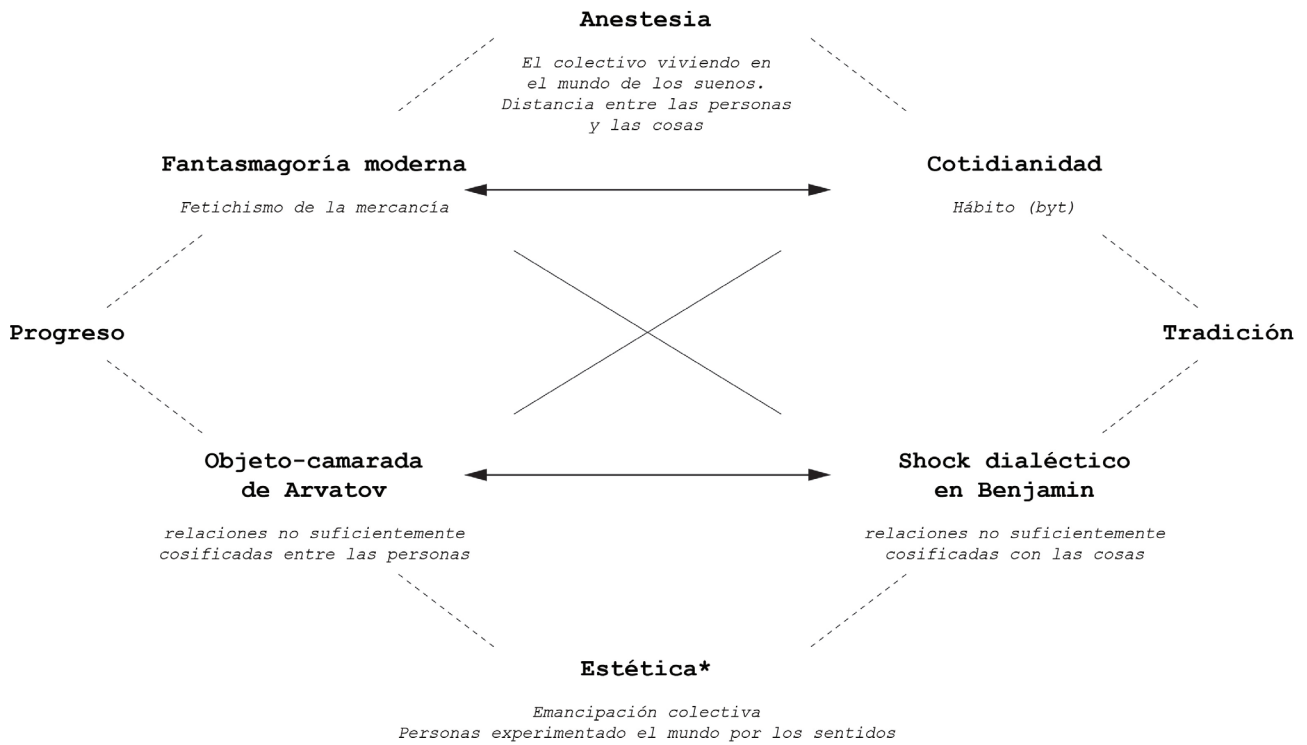 Anestesia
El colectivo viviendo en
el mundo de los suenos.
Distancia entre las personas
y las cosas
Fantasmagoría moderna
Fetichismo de la mercancía
Cotidianidad
Hábito (byt)
Progreso
Tradición
Objeto-camarada
de Arvatov
relaciones no suficientemente
cosificadas entre las personas
Shock dialéctico
en Benjamin
relaciones no suficientemente
cosificadas con las cosas
Estética*
Emancipación colectiva
Personas experimentado el mundo por los sentidos